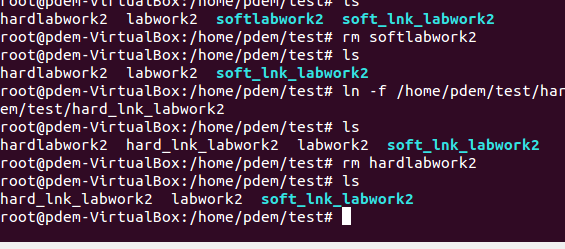 root@pdem-VirtualBox:/home/pdem/test# ls
hardlabwork2  labwork2  softlabwork2  soft_lnk_labwork2
root@pdem-VirtualBox:/home/pdem/test# rm softlabwork2
root@pdem-VirtualBox:/home/pdem/test# ls
hardlabwork2  labwork2  soft_lnk_labwork2
root@pdem-VirtualBox:/home/pdem/test# ln -f /home/pdem/test/har
em/test/hard_lnk_labwork2
root@pdem-VirtualBox:/home/pdem/test# ls
hardlabwork2  hard_lnk_labwork2  labwork2  soft_lnk_labwork2
root@pdem-VirtualBox:/home/pdem/test# rm hardlabwork2
root@pdem-VirtualBox:/home/pdem/test# ls
hard_lnk_labwork2  labwork2  soft_lnk_labwork2
root@pdem-VirtualBox:/home/pdem/test#